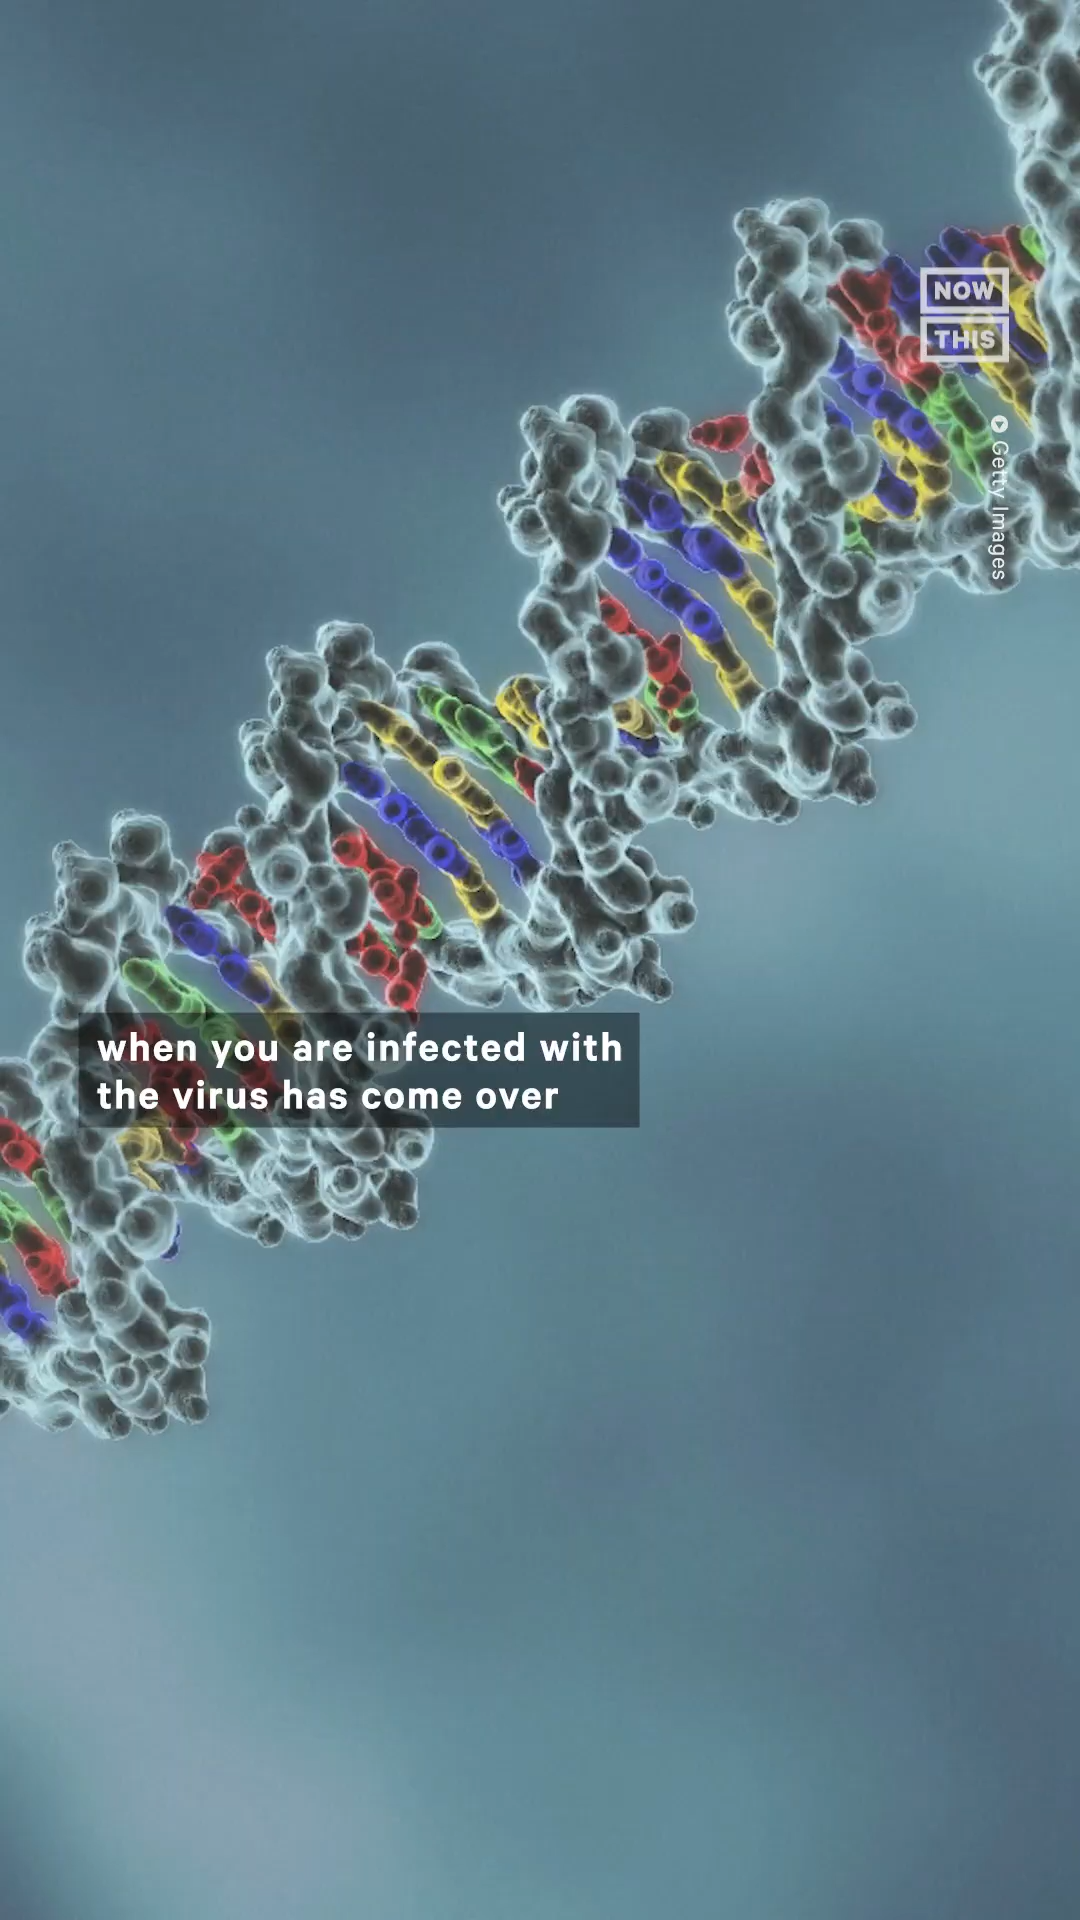 NOW
THIS
Getty Images
when you are infected with
the virus has come over